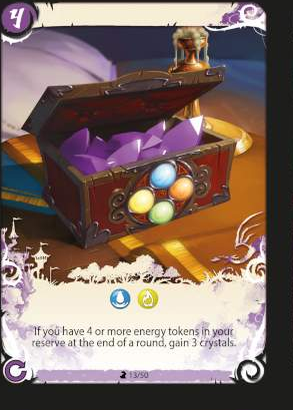 4
If you have 4 or more energy tokens in your
reserve at the end of a round, gain 3 crystals.
13/50